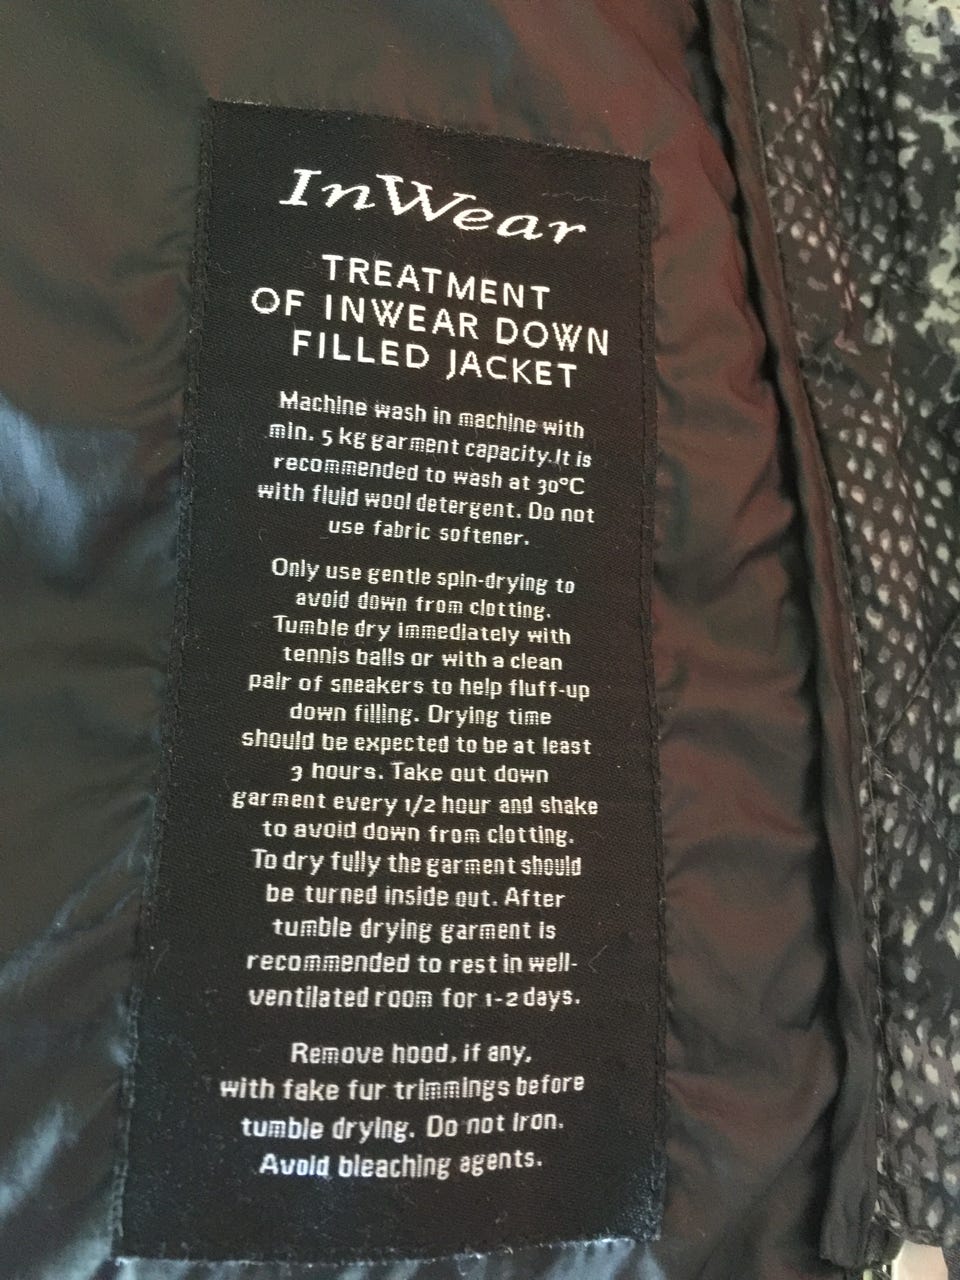 InWear
TREATMENT
OF INWEAR DOWN
FILLED JACKET
Machine wash in machine with
min. 5 kg garment capacity.It is
recommended to wash at 30°C
with fluid wool detergent. Do not
use fabric softener.
Only use gentle spin-drying to
avoid down from clotting.
Tumble dry immediately with
tennis balls or with a clean
pair of sneakers to help fluff-up
down filling. Drying time
should be expected to be at least
3 hours. Take out down
garment every 1/2 hour and shake
to avoid down from clotting.
To dry fully the garment should
be turned inside out. After
tumble drying garment is
recommended to rest in well-
ventilated room for 1-2 days.
Remove hood, if any,
with fake fur trimmings before
tumble drying. Do not iron.
Avoid bleaching agents.